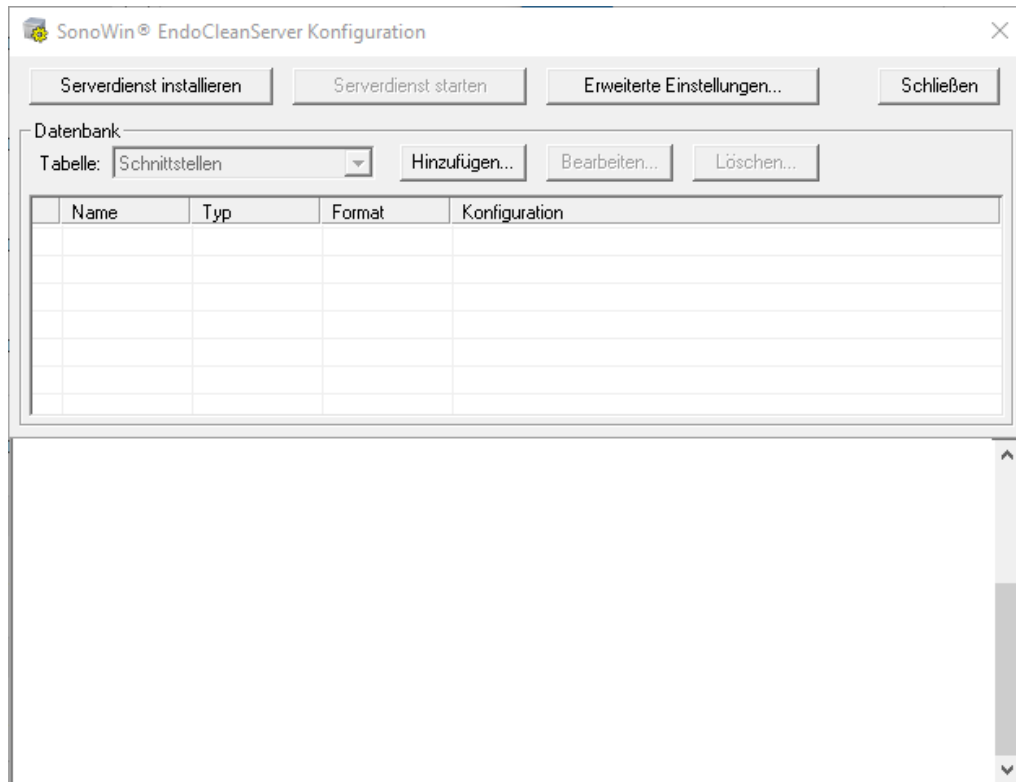 SonoWin® EndoCleanServer Konfiguration
Serverdienst installieren Serverdienst starten Erweiterte Einstellungen... Schließen
Datenbank
Tabelle: Schnittstellen Hinzufügen... Bearbeiten... Löschen...
Name Typ Format Konfiguration